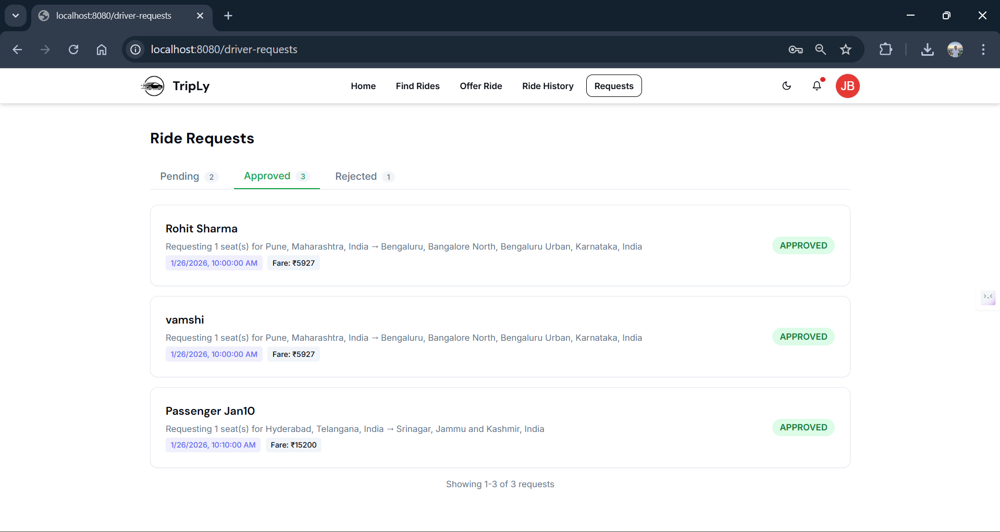 localhost:8080/driver-requests
localhost:8080/driver-requests
TripLy
Home Find Rides Offer Ride Ride History Requests
JB
Ride Requests
Pending 2 Approved 3 Rejected 1
Rohit Sharma
Requesting 1 seat(s) for Pune, Maharashtra, India → Bengaluru, Bangalore North, Bengaluru Urban, Karnataka, India
1/26/2026, 10:00:00 AM Fare: ₹5927
APPROVED
vamshi
Requesting 1 seat(s) for Pune, Maharashtra, India → Bengaluru, Bangalore North, Bengaluru Urban, Karnataka, India
1/26/2026, 10:00:00 AM Fare: ₹5927
APPROVED
Passenger Jan10
Requesting 1 seat(s) for Hyderabad, Telangana, India → Srinagar, Jammu and Kashmir, India
1/26/2026, 10:10:00 AM Fare: ₹15200
APPROVED
Showing 1-3 of 3 requests